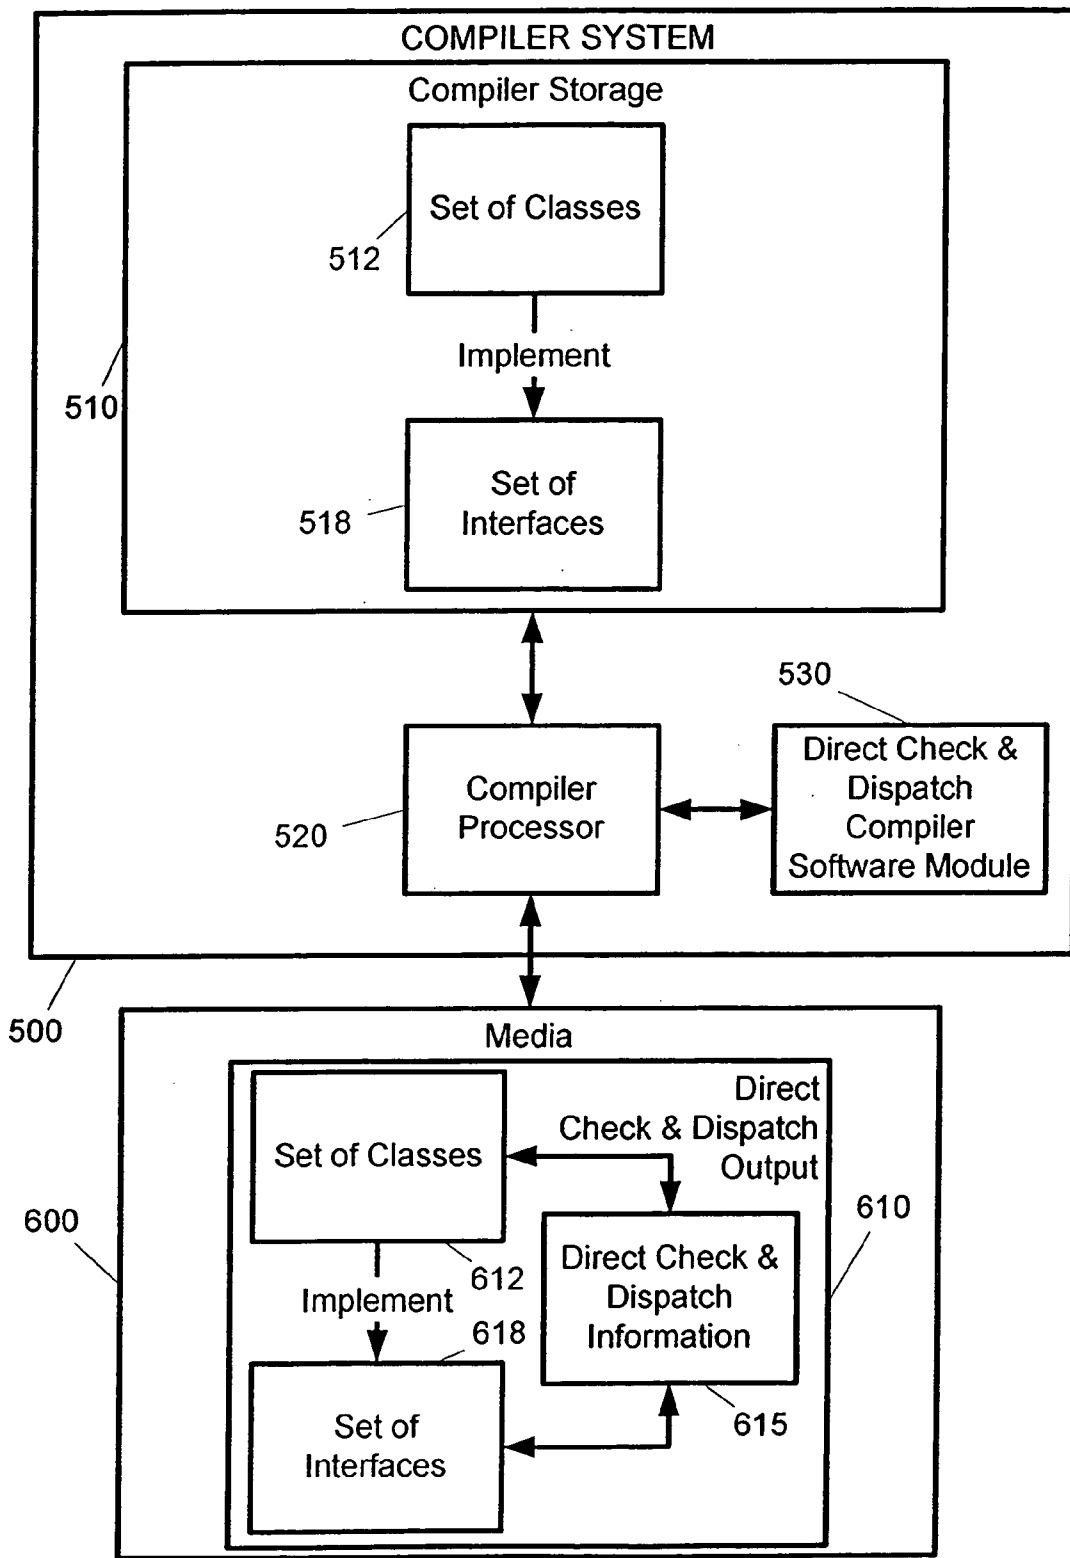 COMPILER SYSTEM
Compiler Storage
Set of Classes
512
Implement
510
Set of
Interfaces
518
530
Compiler
Processor
520
Direct Check &
Dispatch
Compiler
Software Module
500
Media
Direct
Check & Dispatch
Output
Set of Classes
600
610
612
Direct Check &
Dispatch
Information
Implement
618
615
Set of
Interfaces